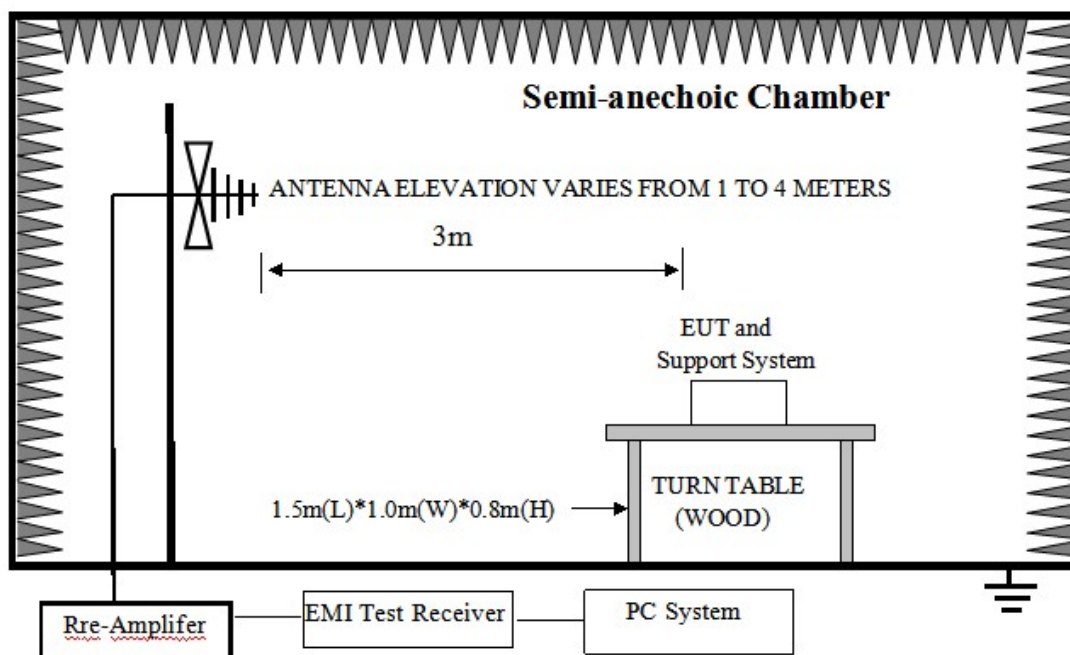 Semi-anechoic Chamber
ANTENNA ELEVATION VARIES FROM 1 TO 4 METERS
3m
EUT and
Support System
1.5m(L)*1.0m(W)*0.8m(H)
TURN TABLE
(WOOD)
Rre-Amplifer
EMI Test Receiver
PC System